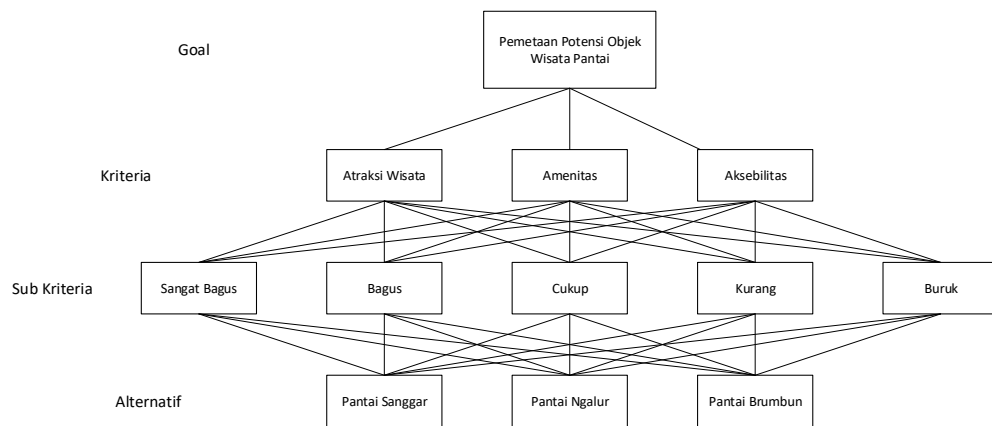 Goal
Pemetaan Potensi Objek
Wisata Pantai
Kriteria
Atraksi Wisata
Amenitas
Aksebilitas
Sub Kriteria
Sangat Bagus
Bagus
Cukup
Kurang
Buruk
Alternatif
Pantai Sanggar
Pantai Ngalur
Pantai Brumbun